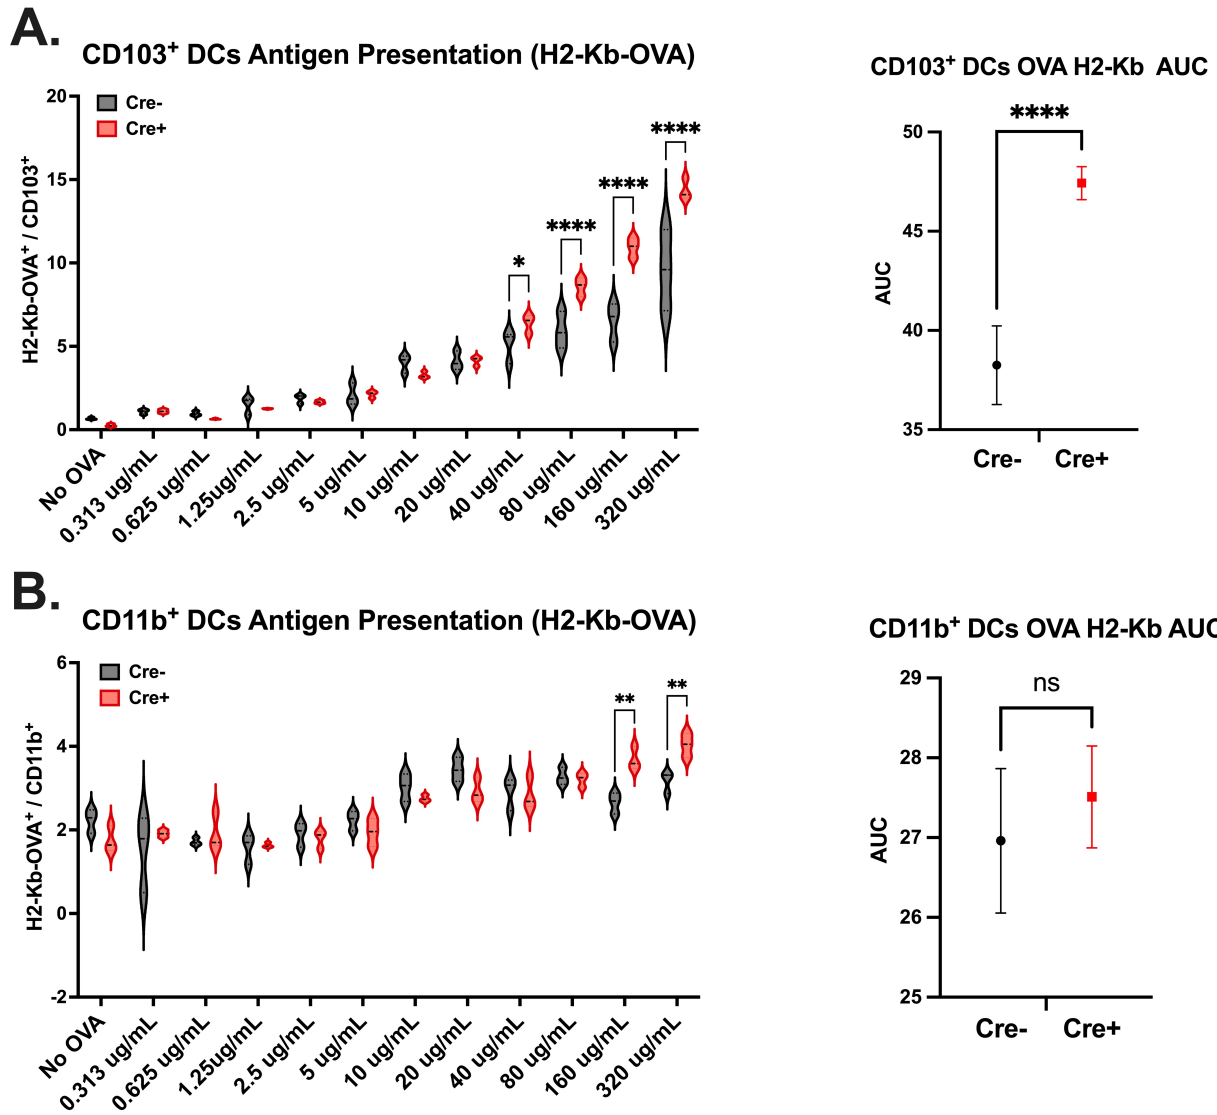 A.
CD103⁺ DCs Antigen Presentation (H2-Kb-OVA)
20
15
10
5
0
H2-Kb-OVA⁺ / CD103⁺
Cre-
Cre+
*
****
****
****
No OVA
0.313 ug/mL
0.625 ug/mL
1.25ug/mL
2.5 ug/mL
5 ug/mL
10 ug/mL
20 ug/mL
40 ug/mL
80 ug/mL
160 ug/mL
320 ug/mL
CD103⁺ DCs OVA H2-Kb AUC
****
50
45
40
35
AUC
Cre-
Cre+
B.
CD11b⁺ DCs Antigen Presentation (H2-Kb-OVA)
6
4
2
0
-2
H2-Kb-OVA⁺ / CD11b⁺
Cre-
Cre+
**
**
No OVA
0.313 ug/mL
0.625 ug/mL
1.25ug/mL
2.5 ug/mL
5 ug/mL
10 ug/mL
20 ug/mL
40 ug/mL
80 ug/mL
160 ug/mL
320 ug/mL
CD11b⁺ DCs OVA H2-Kb AUC
ns
29
28
27
26
25
AUC
Cre-
Cre+